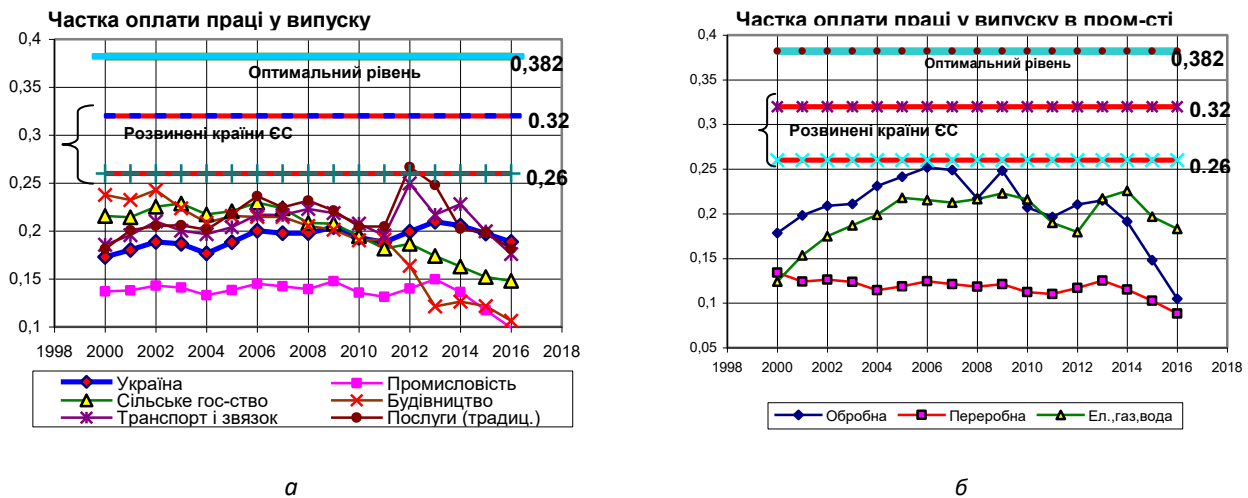 Частка оплати праці у випуску
0,4
0,35
0,3
0,25
0,2
0,15
0,1
Оптимальний рівень
0,382
0.32
Розвинені країни ЄС
0,26
1998 2000 2002 2004 2006 2008 2010 2012 2014 2016 2018
Україна Промисловість
Сільське гос-ство Будівництво
Транспорт і звязок Послуги (традиц.)
а
Частка оплати праці у випуску в пром-сті
0,4
0,35
0,3
0,25
0,2
0,15
0,1
0,05
Оптимальний рівень
0,382
0.32
Розвинені країни ЄС
0.26
1998 2000 2002 2004 2006 2008 2010 2012 2014 2016 2018
Обробна Переробна Ел.,газ,вода
б